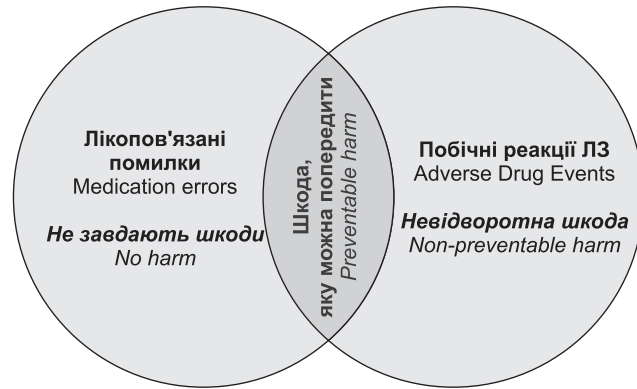 Лікопов'язані
помилки
Medication errors
Не завдають шкоди
No harm
Шкода,
яку можна попередити
Preventable harm
Побічні реакції ЛЗ
Adverse Drug Events
Невідворотна шкода
Non-preventable harm